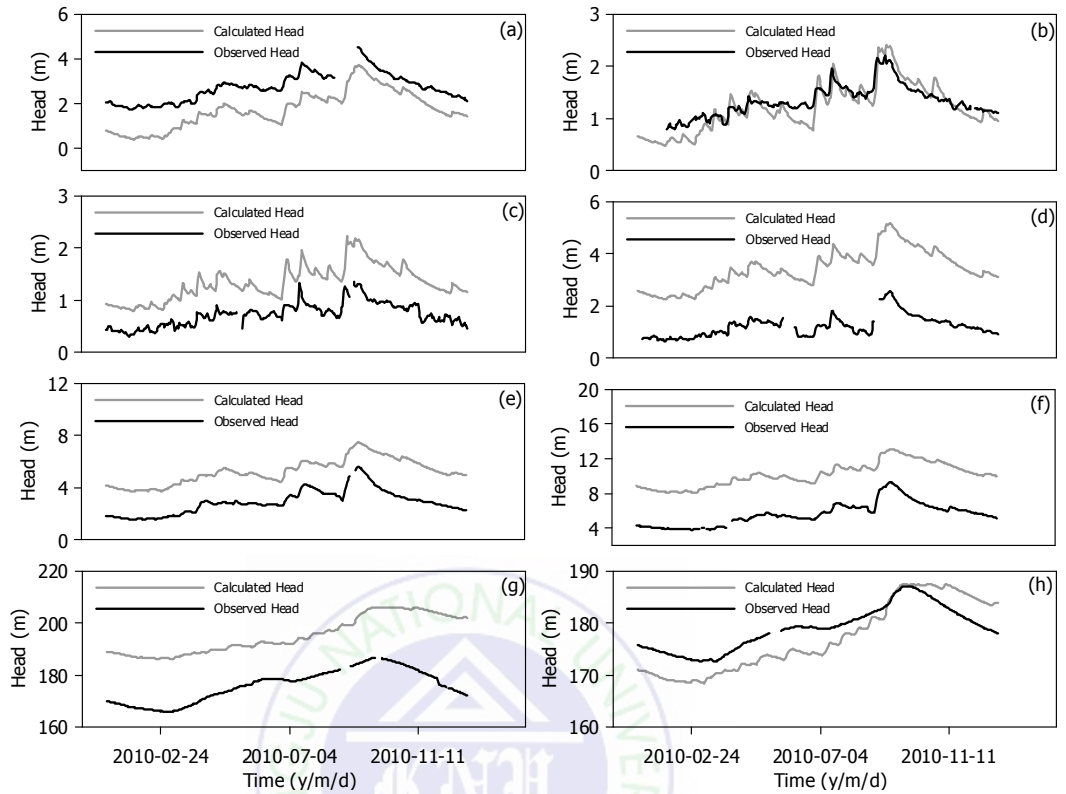 (a)
Calculated Head
Observed Head
Head (m)
6
4
2
0
(b)
Calculated Head
Observed Head
Head (m)
3
2
1
0
(c)
Calculated Head
Observed Head
Head (m)
3
2
1
0
(d)
Calculated Head
Observed Head
Head (m)
6
4
2
0
(e)
Calculated Head
Observed Head
Head (m)
12
8
4
0
(f)
Calculated Head
Observed Head
Head (m)
20
16
12
8
4
(g)
Calculated Head
Observed Head
Head (m)
220
200
180
160
2010-02-24 2010-07-04 2010-11-11
Time (y/m/d)
(h)
Calculated Head
Observed Head
Head (m)
190
180
170
160
2010-02-24 2010-07-04 2010-11-11
Time (y/m/d)
NATIONAL